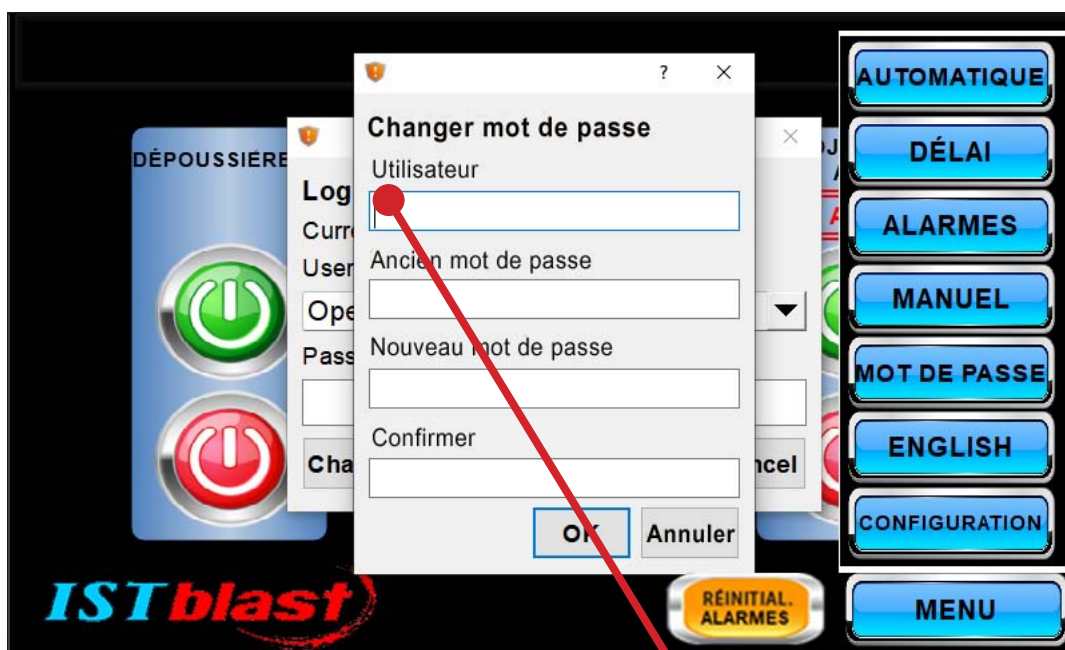 ?
Changer mot de passe
Utilisateur
Ancien mot de passe
Nouveau mot de passe
Confirmer
OK
Annuler
Log
Curre
User
Ope
Pass
Cha
ncel
DÉPOUSSIÉRE
AUTOMATIQUE
DÉLAI
ALARMES
MANUEL
MOT DE PASSE
ENGLISH
CONFIGURATION
MENU
ISTblast
RÉINITIAL.
ALARMES